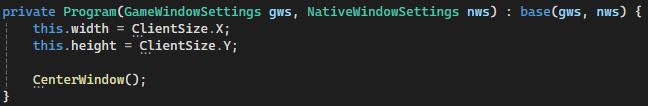 private Program(GameWindowSettings gws, NativeWindowSettings nws) : base(gws, nws) {
    this.width = ClientSize.X;
    this.height = ClientSize.Y;

    CenterWindow();
}